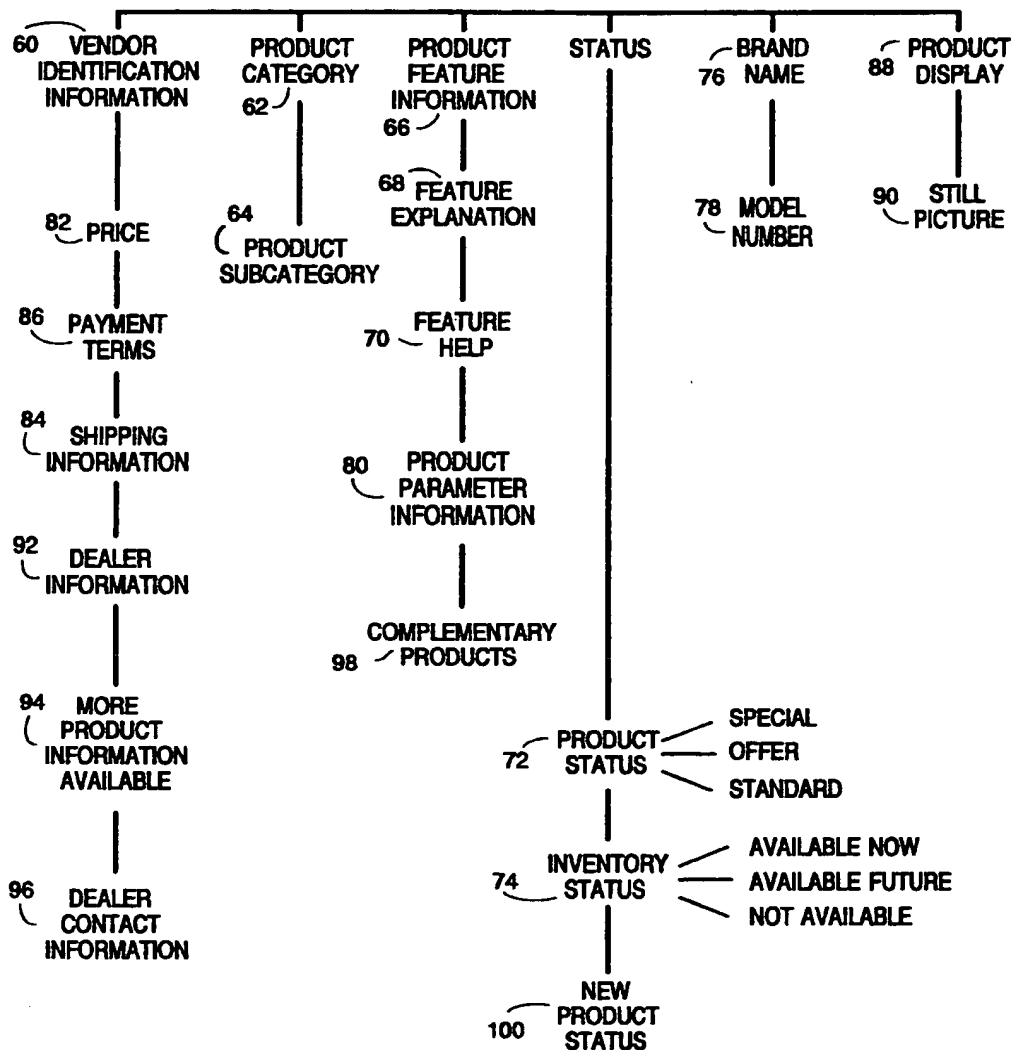 60 VENDOR
IDENTIFICATION
INFORMATION
82 PRICE
86 PAYMENT
TERMS
84 SHIPPING
INFORMATION
92 DEALER
INFORMATION
94 MORE
PRODUCT
INFORMATION
AVAILABLE
96 DEALER
CONTACT
INFORMATION
PRODUCT
CATEGORY
62
64
PRODUCT
SUBCATEGORY
PRODUCT
FEATURE
INFORMATION
66
68 FEATURE
EXPLANATION
70 FEATURE
HELP
80 PRODUCT
PARAMETER
INFORMATION
COMPLEMENTARY
98 PRODUCTS
STATUS
72 PRODUCT
STATUS
SPECIAL
OFFER
STANDARD
74 INVENTORY
STATUS
AVAILABLE NOW
AVAILABLE FUTURE
NOT AVAILABLE
100 NEW
PRODUCT
STATUS
76 BRAND
NAME
78 MODEL
NUMBER
88 PRODUCT
DISPLAY
90 STILL
PICTURE